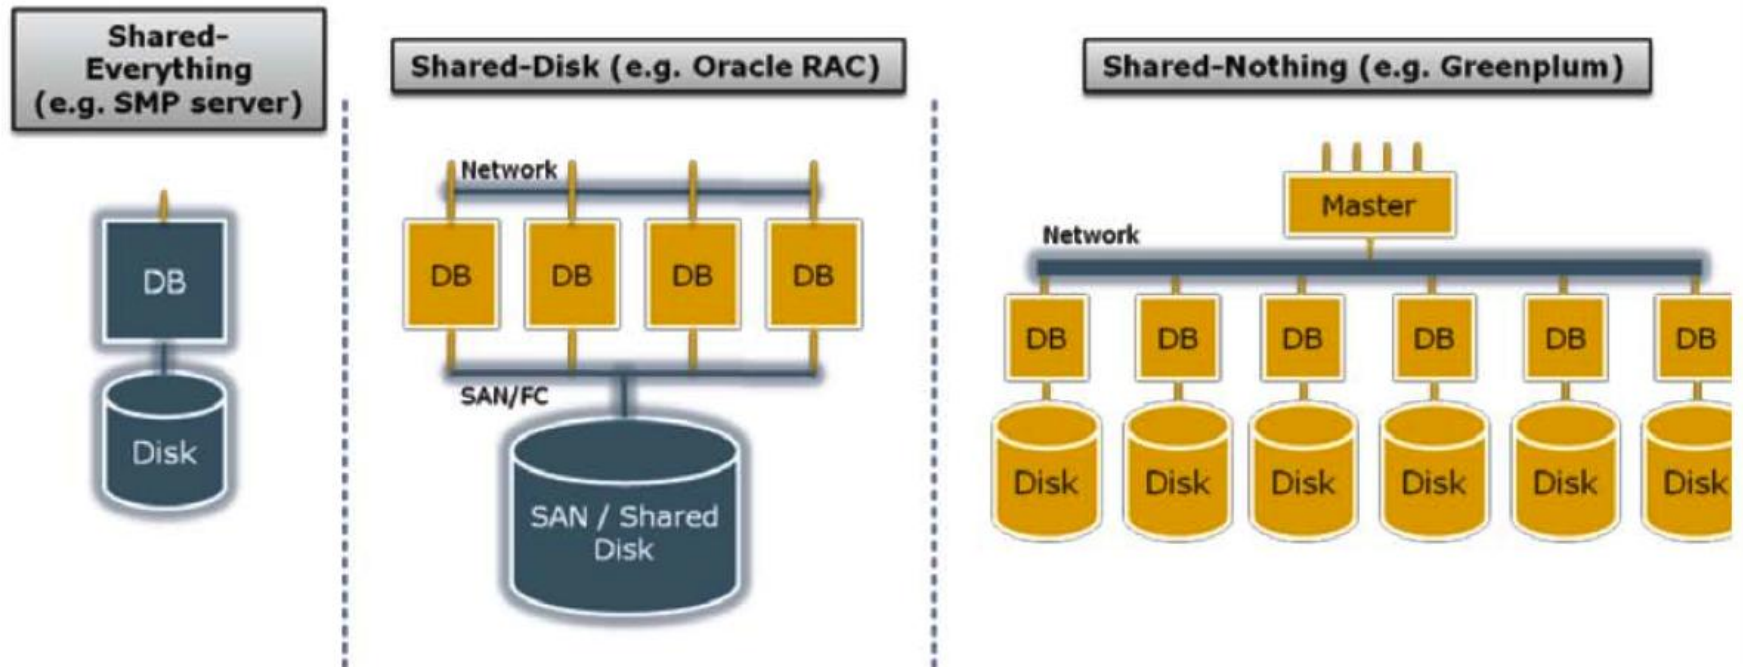 Shared-
Everything
(e.g. SMP server)
DB
Disk
Shared-Disk (e.g. Oracle RAC)
Network
DB DB DB DB
SAN/FC
SAN / Shared
Disk
Shared-Nothing (e.g. Greenplum)
Master
Network
DB DB DB DB DB DB
Disk Disk Disk Disk Disk Disk